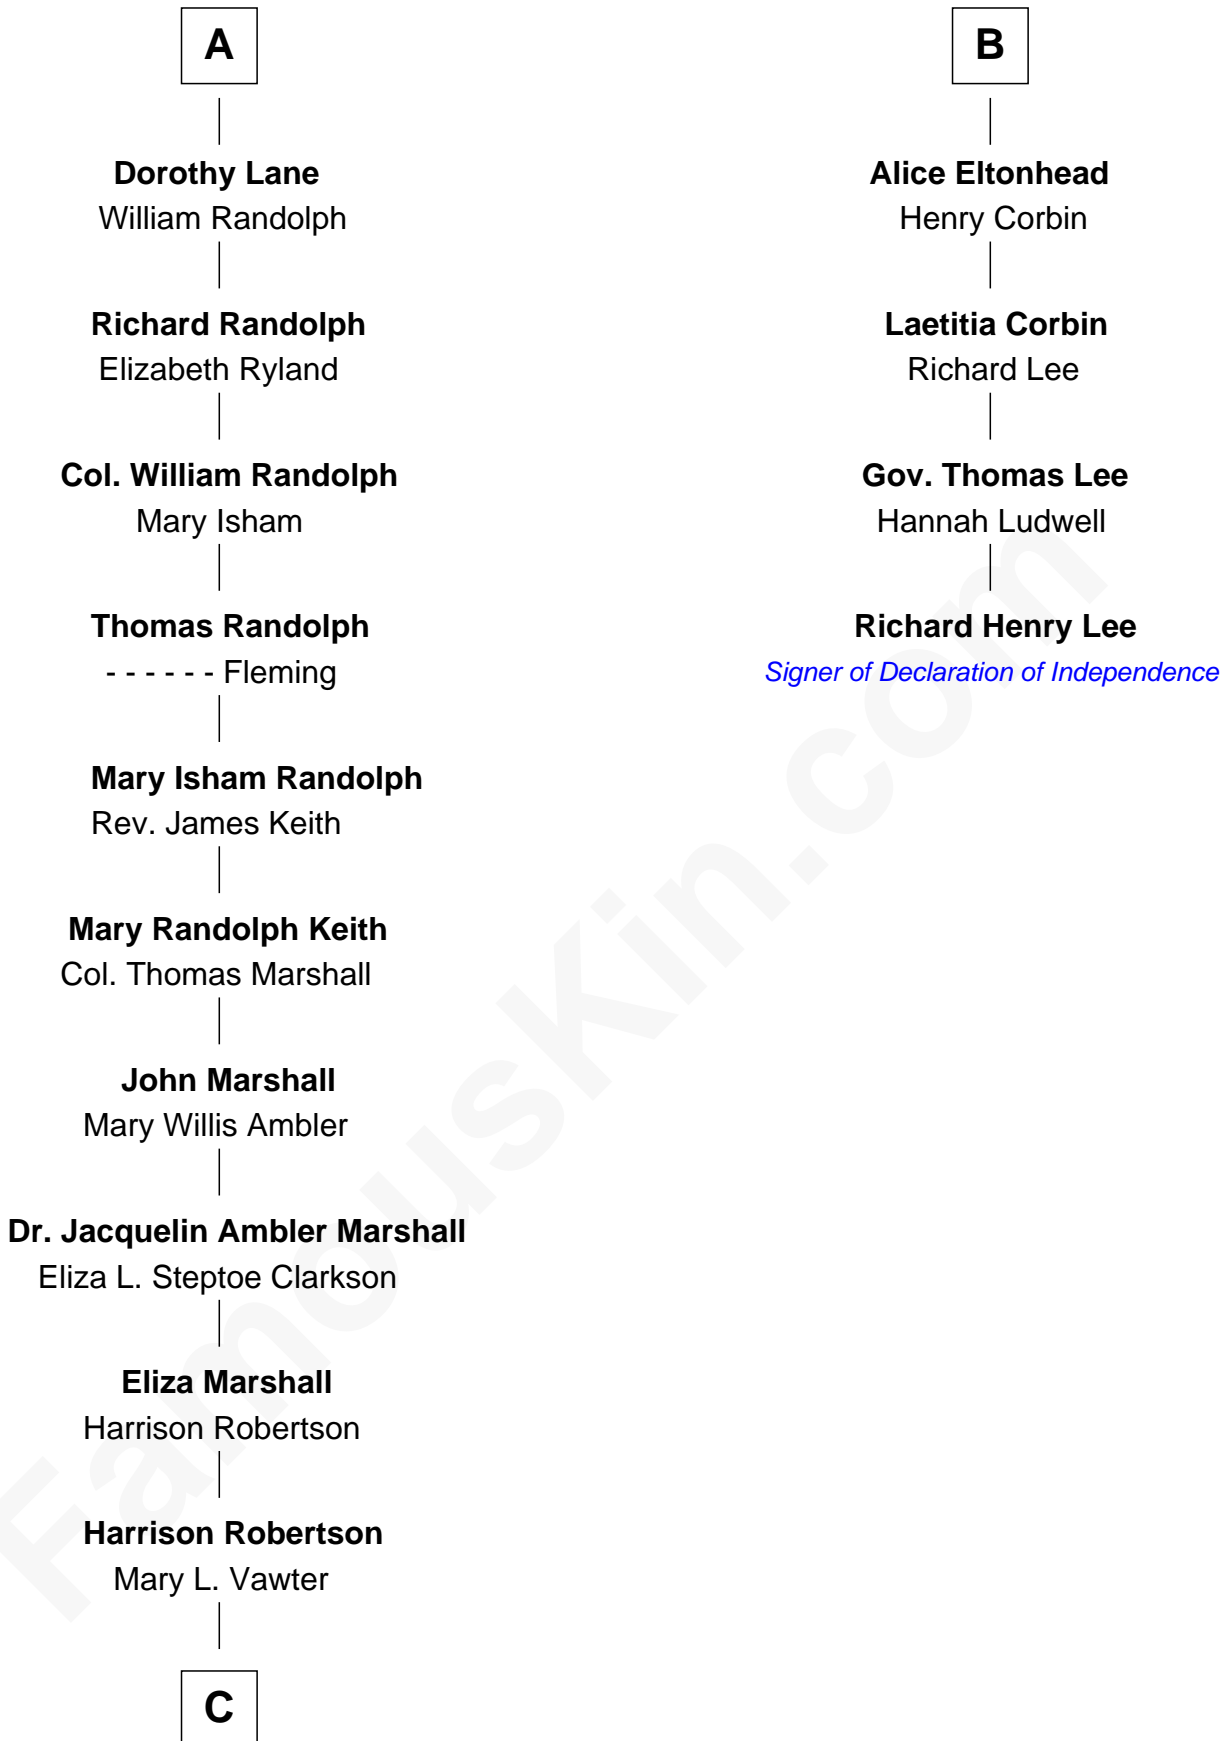 A
Dorothy Lane
William Randolph
Richard Randolph
Elizabeth Ryland
Col. William Randolph
Mary Isham
Thomas Randolph
- - - - - - Fleming
Mary Isham Randolph
Rev. James Keith
Mary Randolph Keith
Col. Thomas Marshall
John Marshall
Mary Willis Ambler
Dr. Jacquelin Ambler Marshall
Eliza L. Steptoe Clarkson
Eliza Marshall
Harrison Robertson
Harrison Robertson
Mary L. Vawter
C
B
Alice Eltonhead
Henry Corbin
Laetitia Corbin
Richard Lee
Gov. Thomas Lee
Hannah Ludwell
Richard Henry Lee
Signer of Declaration of Independence
FamousKin.com